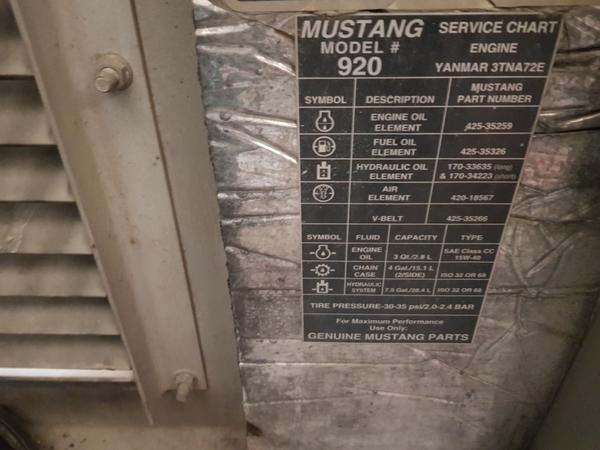 MUSTANG SERVICE CHART
MODEL # ENGINE
920 YANMAR 3TNA72E
SYMBOL DESCRIPTION MUSTANG PART NUMBER
ENGINE OIL ELEMENT 425-35259
FUEL OIL ELEMENT 425-35326
HYDRAULIC OIL ELEMENT 170-33635 (long) & 170-34223 (short)
AIR ELEMENT 420-18567
V-BELT 425-35266
SYMBOL FLUID CAPACITY TYPE
ENGINE OIL 3 Qt./2.8 L SAE Class CC 15W-40
CHAIN CASE 4 Gal./15.1 L (2/SIDE) ISO 32 OR 68
HYDRAULIC SYSTEM 7.5 Gal./28.4 L ISO 32 OR 68
TIRE PRESSURE-30-35 psi/2.0-2.4 BAR
For Maximum Performance
Use Only:
GENUINE MUSTANG PARTS